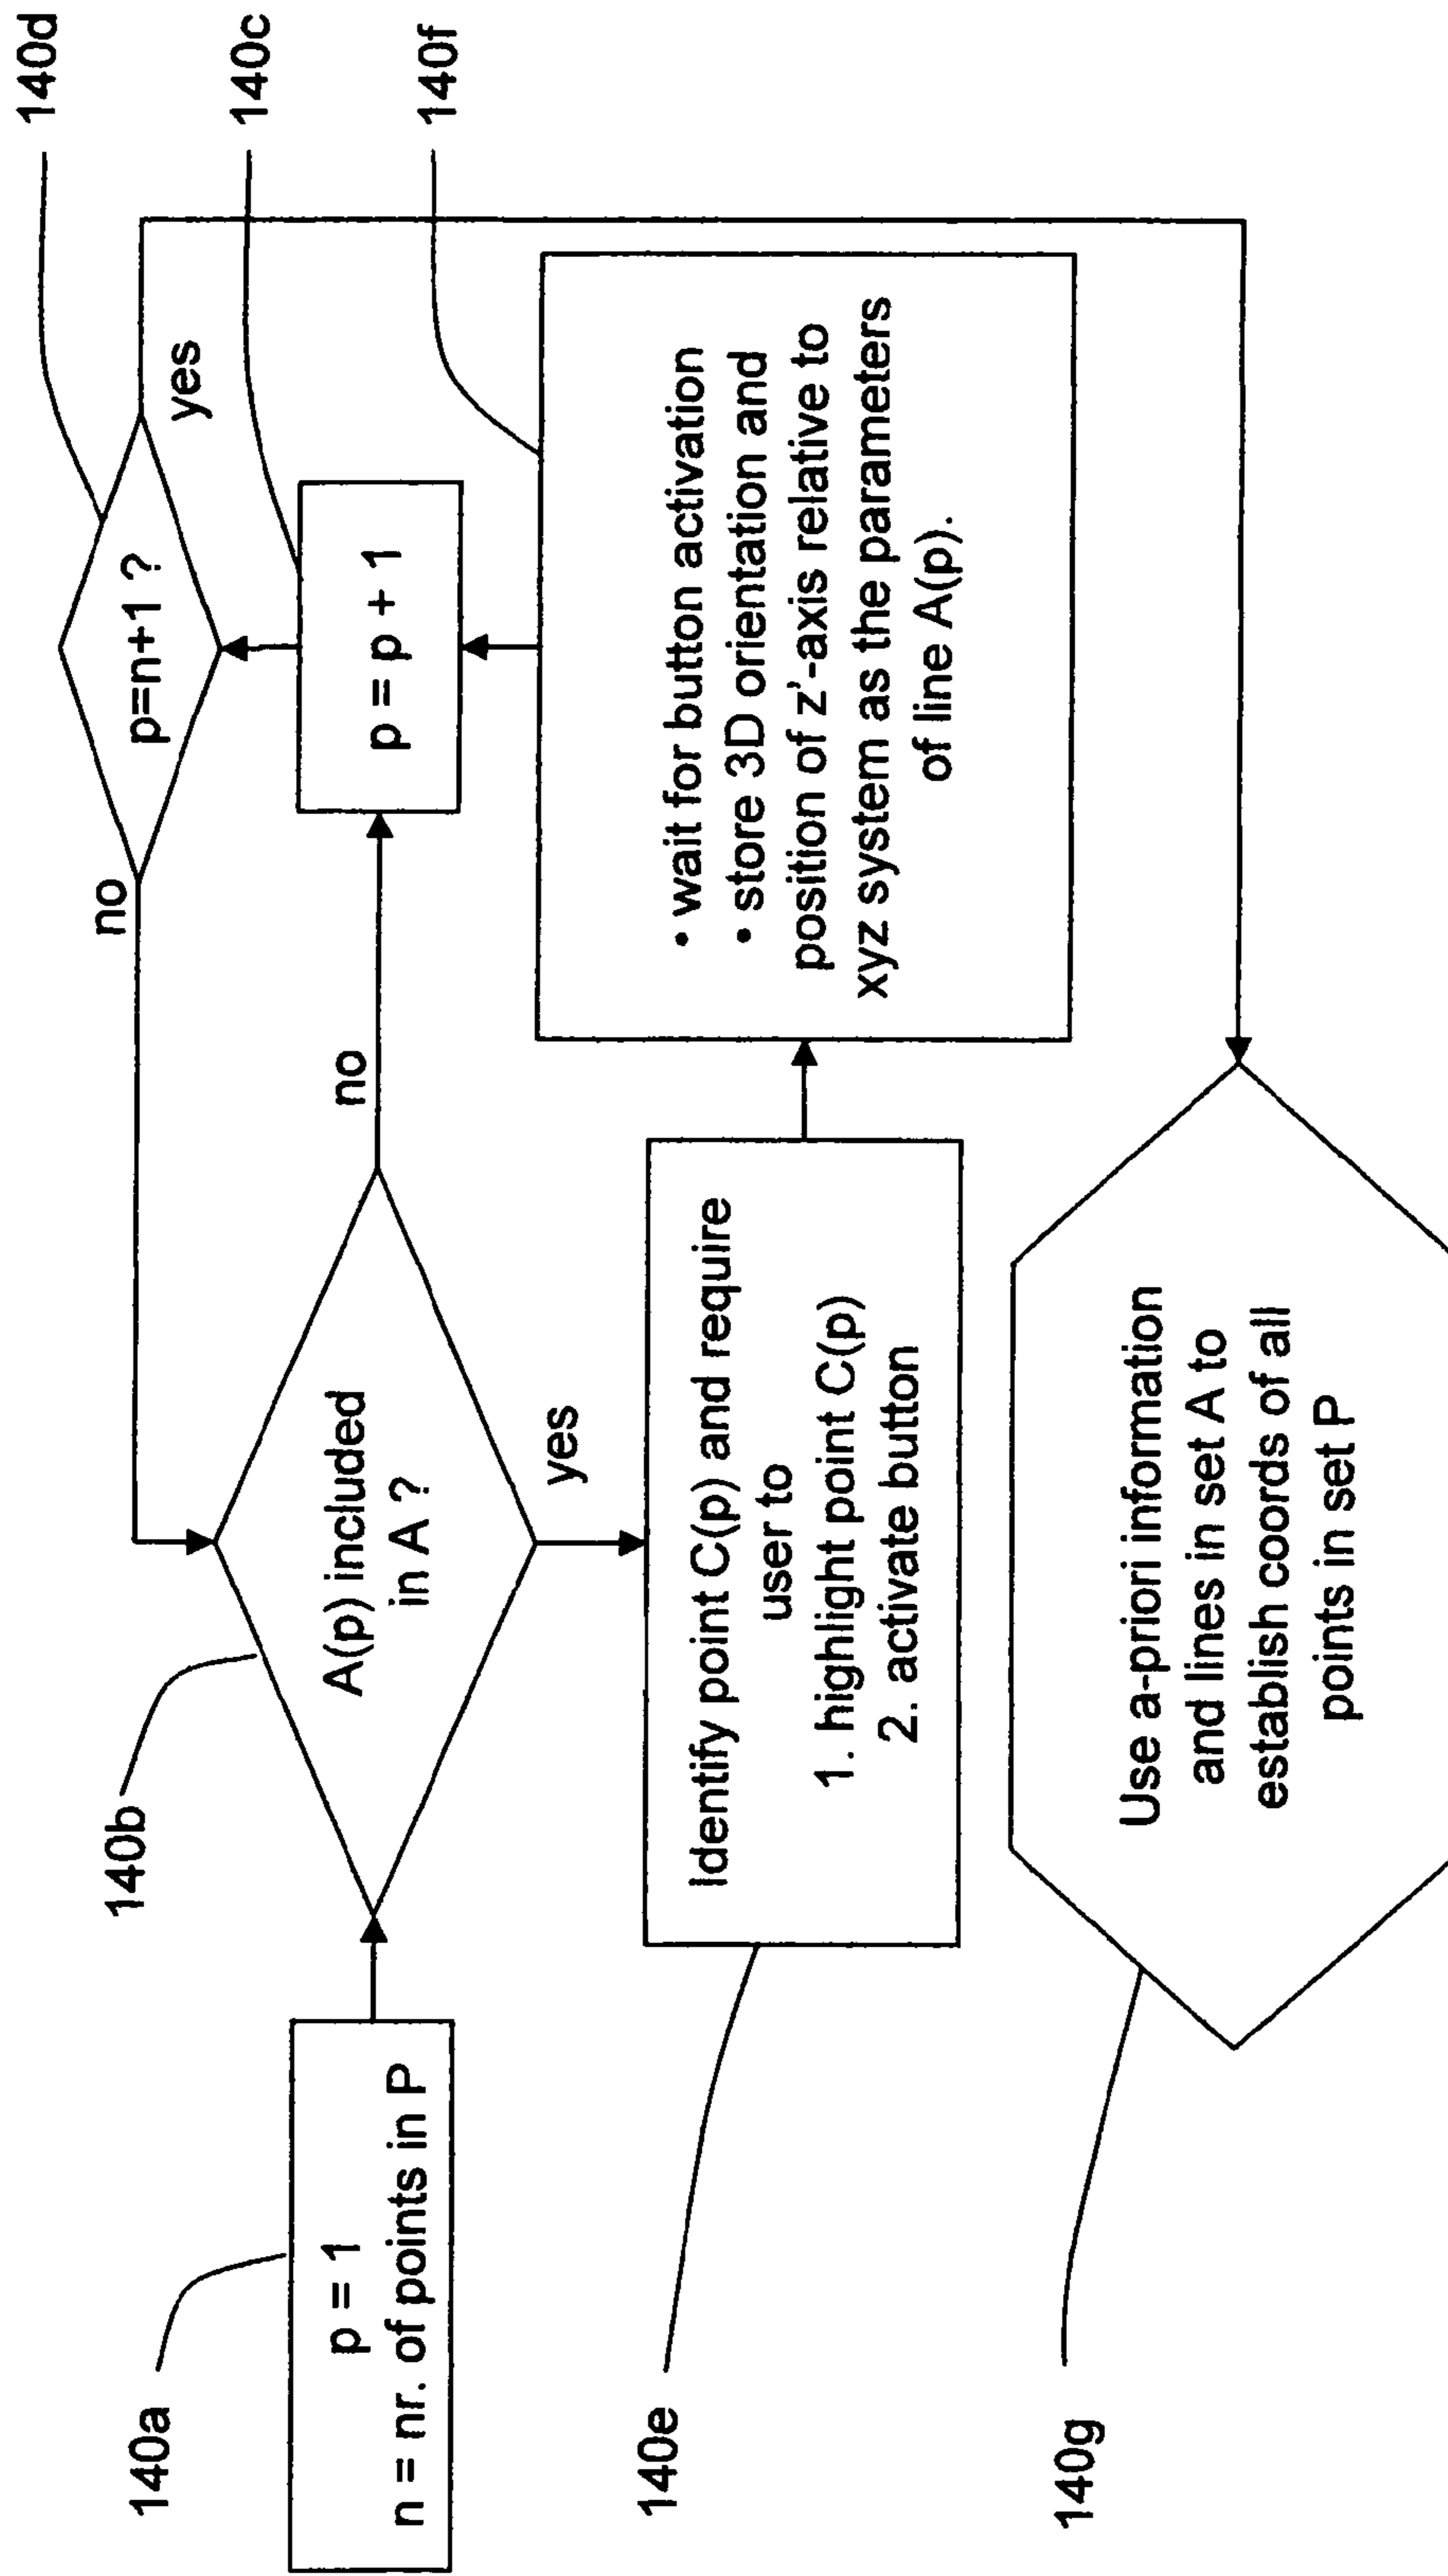 140a
p = 1
n = nr. of points in P
140b
A(p) included
in A ?
no
yes
140c
p = p + 1
140d
p=n+1 ?
no
yes
140e
Identify point C(p) and require
user to
1. highlight point C(p)
2. activate button
140f
• wait for button activation
• store 3D orientation and
position of z'-axis relative to
xyz system as the parameters
of line A(p).
140g
Use a-priori information
and lines in set A to
establish coords of all
points in set P